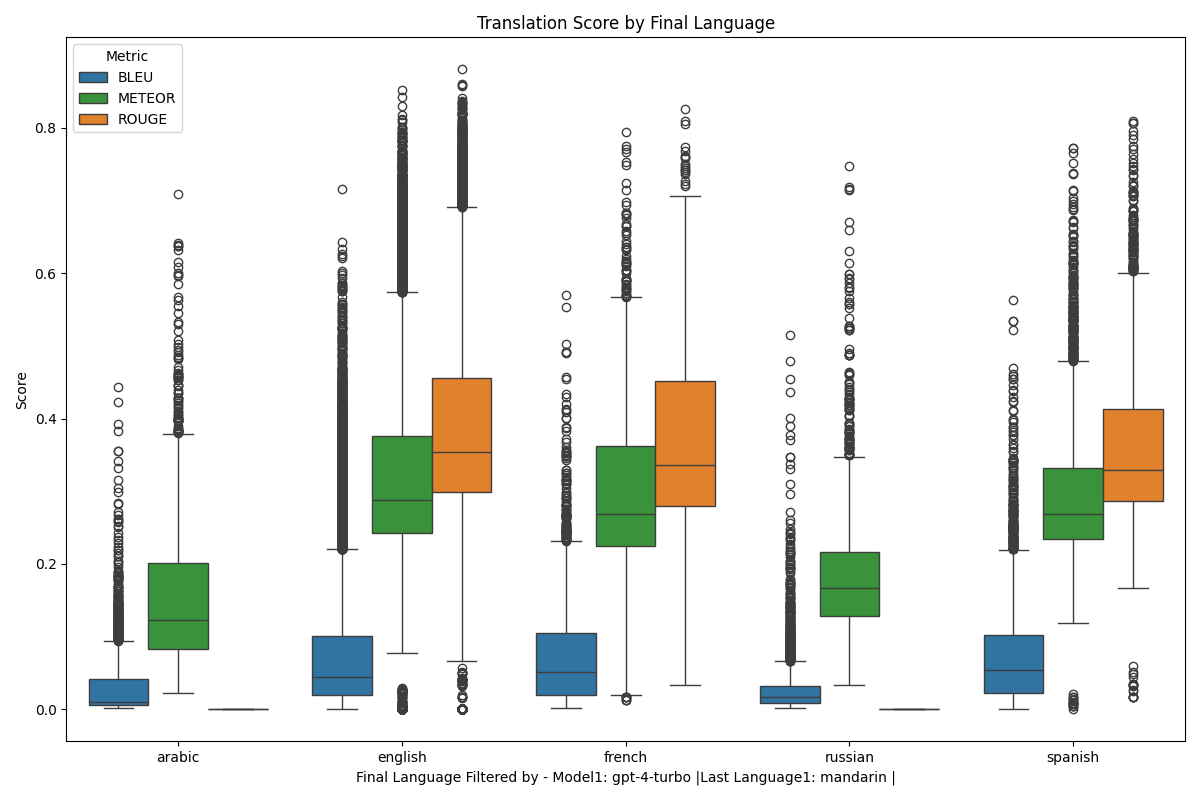 Translation Score by Final Language
Metric
BLEU
METEOR
ROUGE
Score
0.8
0.6
0.4
0.2
0.0
arabic english french russian spanish
Final Language Filtered by - Model1: gpt-4-turbo |Last Language1: mandarin |